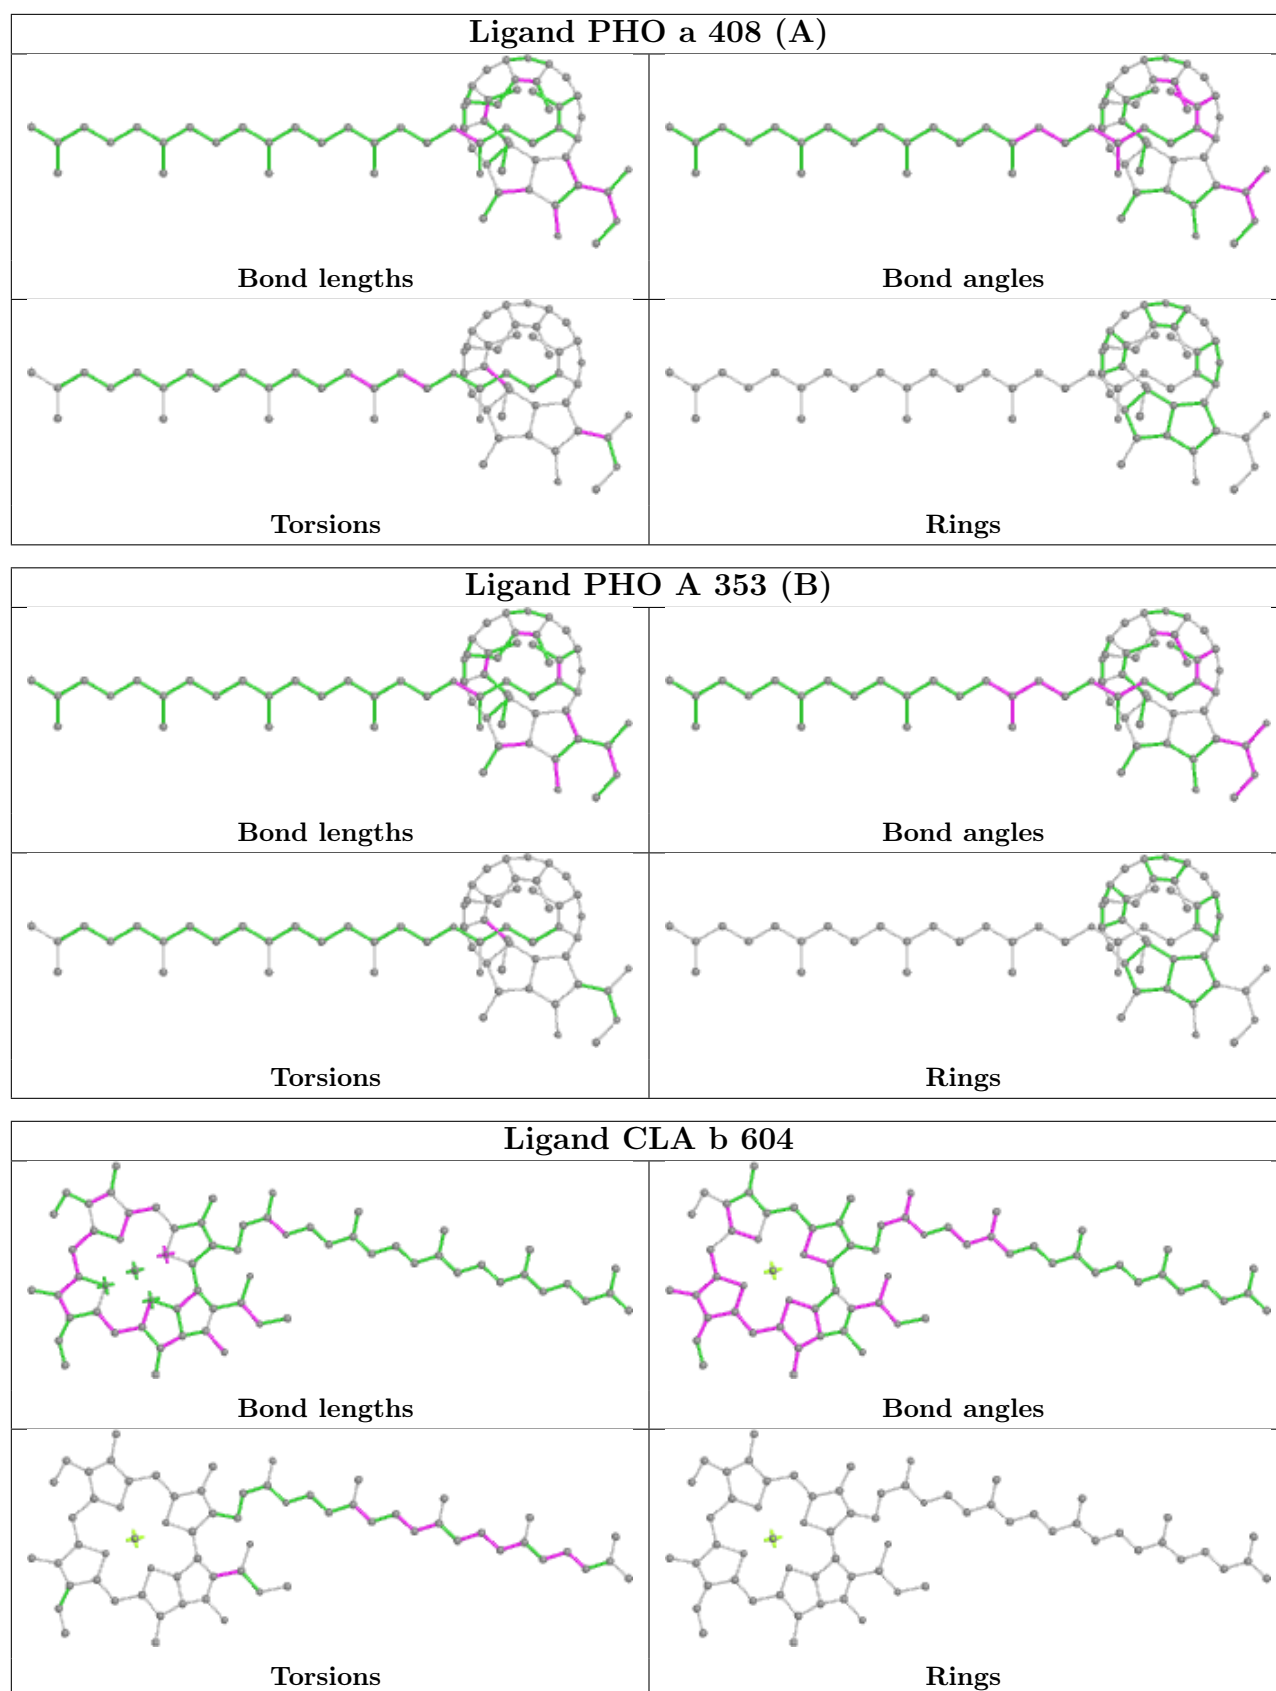 Ligand PHO a 408 (A)
Bond lengths
Bond angles
Torsions
Rings
Ligand PHO A 353 (B)
Bond lengths
Bond angles
Torsions
Rings
Ligand CLA b 604
Bond lengths
Bond angles
Torsions
Rings